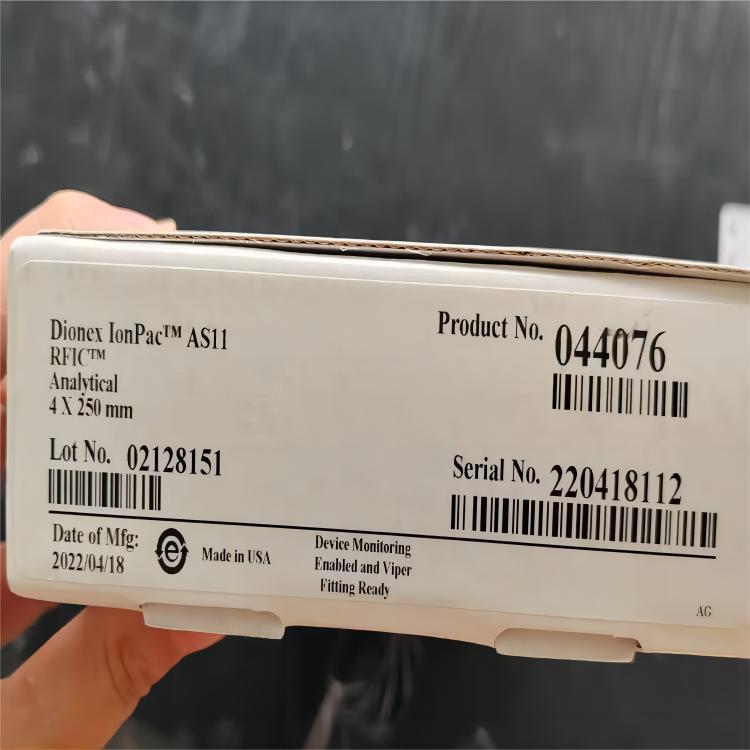 Dionex IonPac™ AS11
RFIC™
Analytical
4 X 250 mm
Product No. 044076
Lot No. 02128151
Serial No. 220418112
Date of Mfg:
2022/04/18
e
Made in USA
Device Monitoring
Enabled and Viper
Fitting Ready
AG